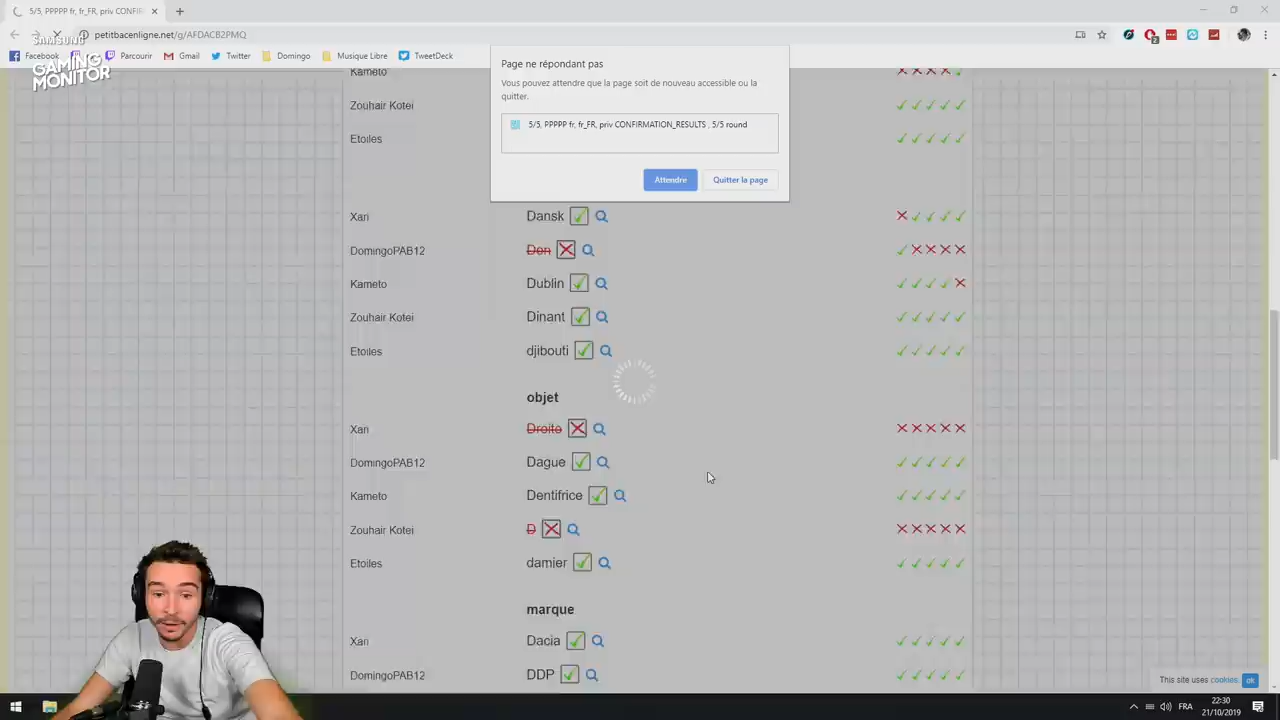 5/5, PPPPP fr, fr_FR, priv CONFIR
petitbacenligne.net/g/AFDACB2PMQ
Facebook
Parcourir
Gmail
Twitter
Domingo
Musique Libre
TweetDeck
SAMSUNG
GAMING
MONITOR
Page ne répondant pas
Vous pouvez attendre que la page soit de nouveau accessible ou la
quitter.
5/5, PPPPP fr, fr_FR, priv CONFIRMATION_RESULTS , 5/5 round
Attendre
Quitter la page
Kameto
Zouhair Kotei
Etoiles
Xari Dansk
DomingoPAB12 Den
Kameto Dublin
Zouhair Kotei Dinant
Etoiles djibouti
objet
Xari Droite
DomingoPAB12 Dague
Kameto Dentifrice
Zouhair Kotei D
Etoiles damier
marque
Xari Dacia
DomingoPAB12 DDP
This site uses cookies. ok
FRA
22:30
21/10/2019